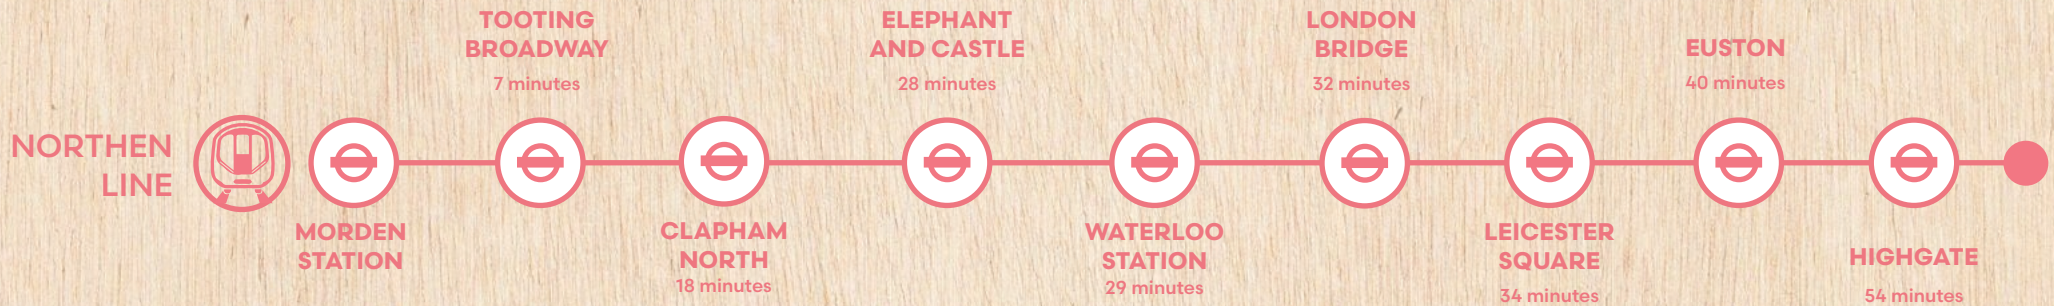 NORTHEN
LINE
MORDEN
STATION
TOOTING
BROADWAY
7 minutes
CLAPHAM
NORTH
18 minutes
ELEPHANT
AND CASTLE
28 minutes
WATERLOO
STATION
29 minutes
LONDON
BRIDGE
32 minutes
LEICESTER
SQUARE
34 minutes
EUSTON
40 minutes
HIGHGATE
54 minutes